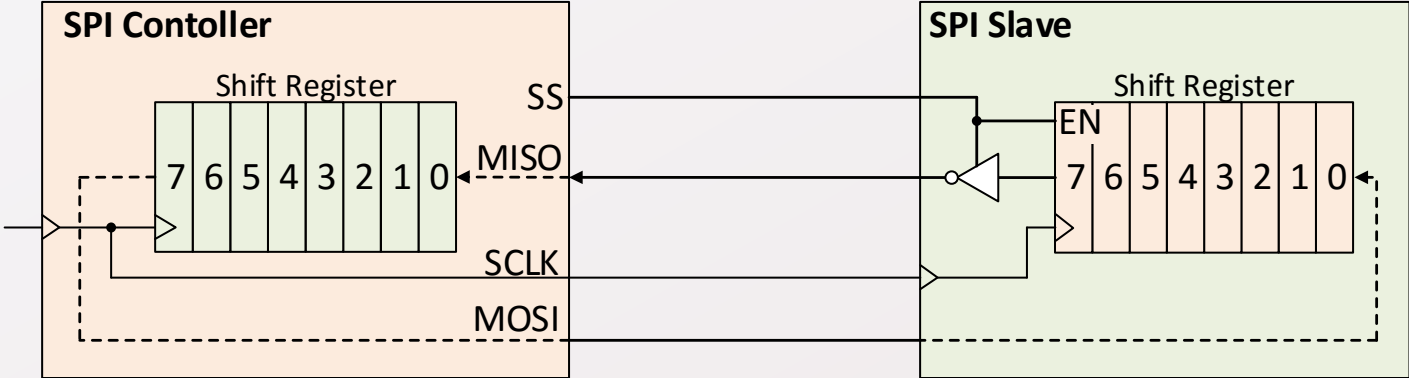 SPI Contoller
Shift Register
7 6 5 4 3 2 1 0
SS
MISO
SCLK
MOSI
SPI Slave
Shift Register
EN
7 6 5 4 3 2 1 0